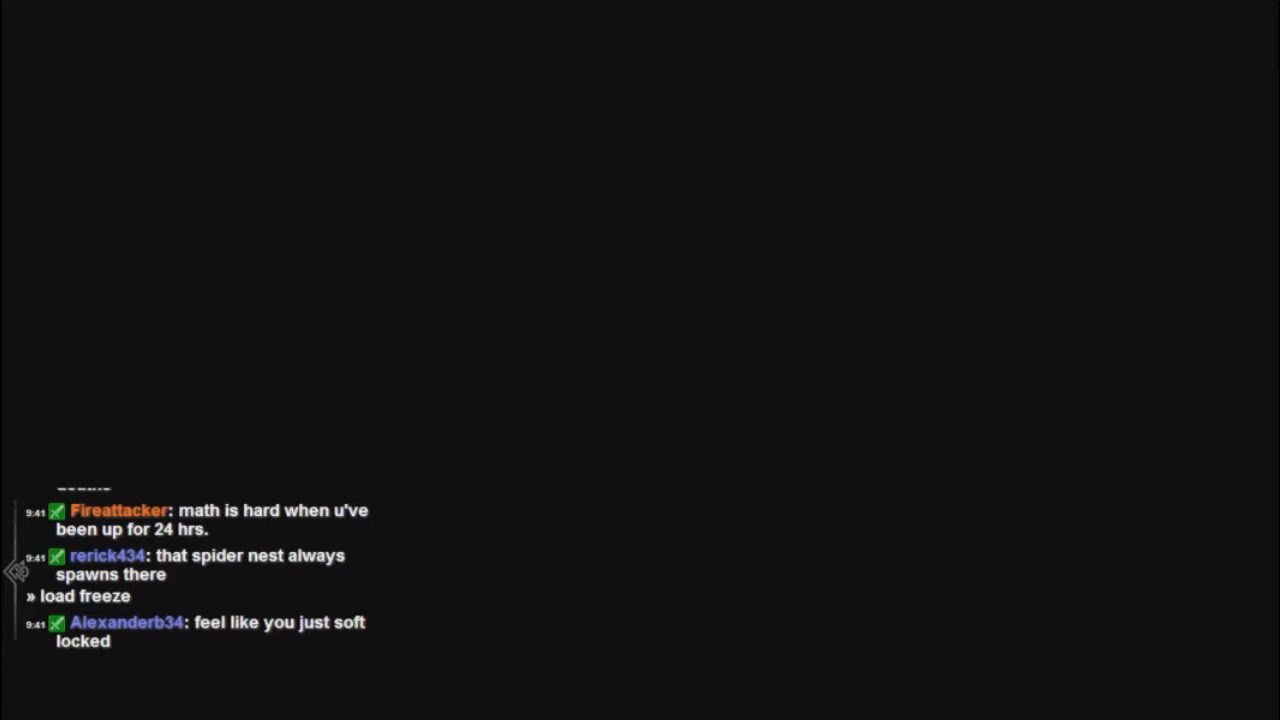 9:41 Fireattacker: math is hard when u've
been up for 24 hrs.
9:41 rerick434: that spider nest always
spawns there
» load freeze
9:41 Alexanderb34: feel like you just soft
locked